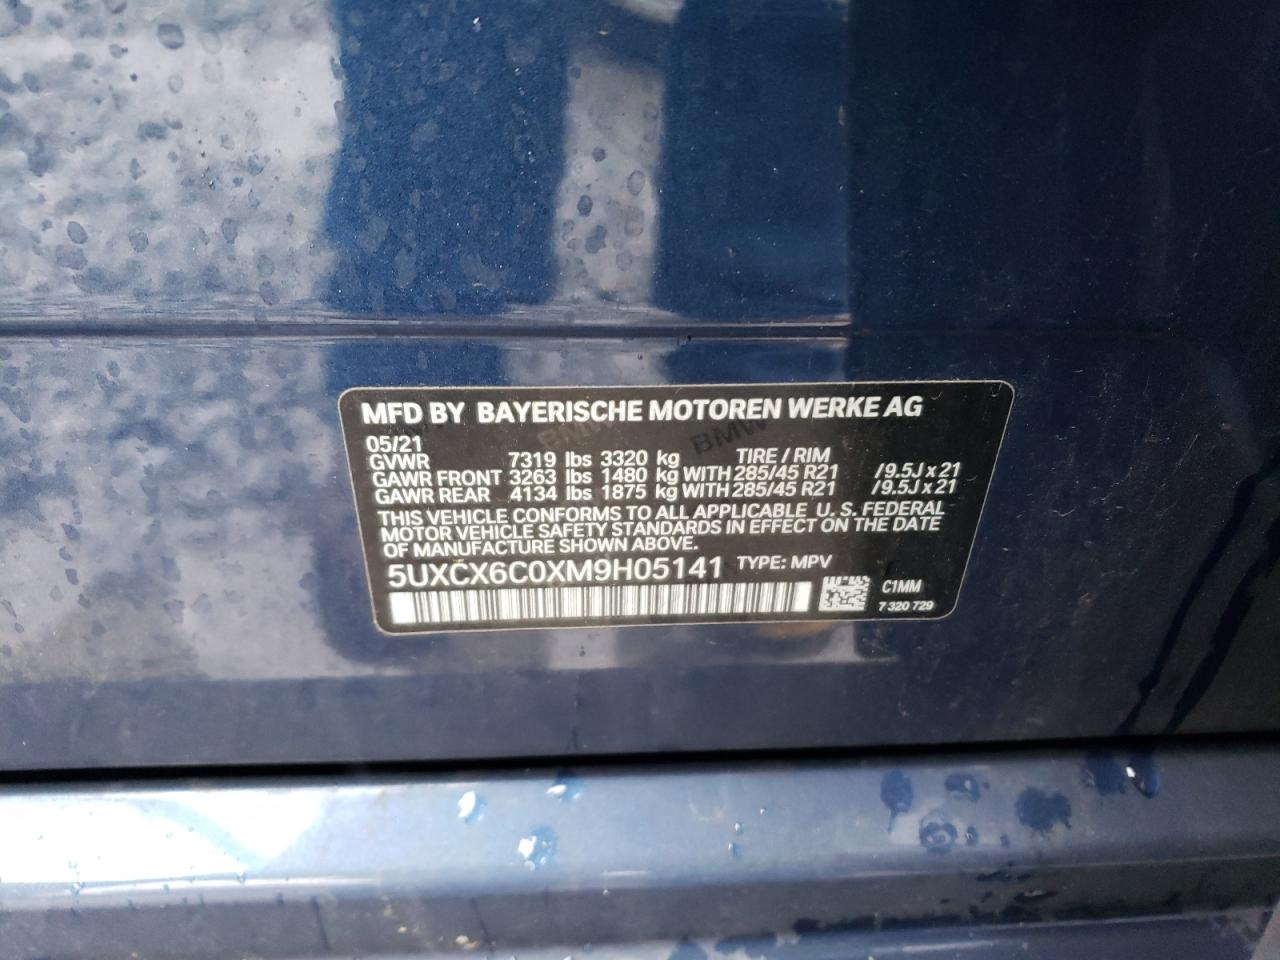 MFD BY BAYERISCHE MOTOREN WERKE AG
05/21
GVWR 7319 lbs 3320 kg TIRE / RIM
GAWR FRONT 3263 lbs 1480 kg WITH 285/45 R21 /9.5J x 21
GAWR REAR 4134 lbs 1875 kg WITH 285/45 R21 /9.5J x 21
THIS VEHICLE CONFORMS TO ALL APPLICABLE U. S. FEDERAL
MOTOR VEHICLE SAFETY STANDARDS IN EFFECT ON THE DATE
OF MANUFACTURE SHOWN ABOVE.
5UXCX6C0XM9H05141 TYPE: MPV
C1MM
7 320 729
BMW
BMW